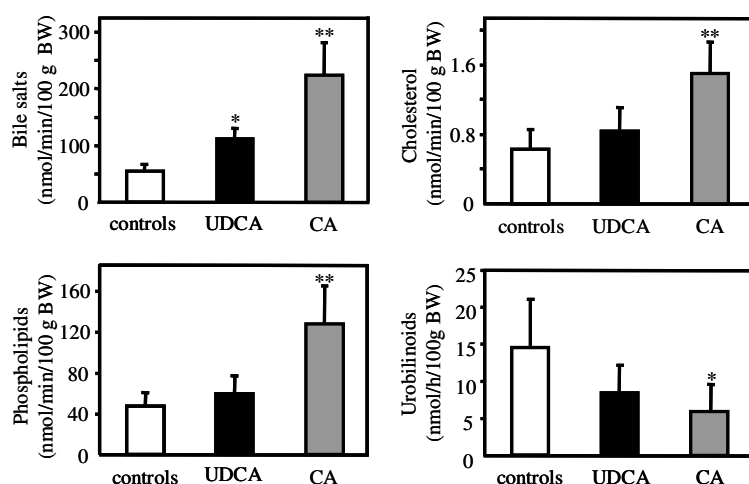 Bile salts
(nmol/min/100 g BW)
300
200
100
0
*
**
controls UDCA CA
Cholesterol
(nmol/min/100 g BW)
1.6
0.8
0
**
controls UDCA CA
Phospholipids
(nmol/min/100 g BW)
160
120
80
40
0
**
controls UDCA CA
Urobilinoids
(nmol/h/100g BW)
25
20
15
10
5
0
*
controls UDCA CA